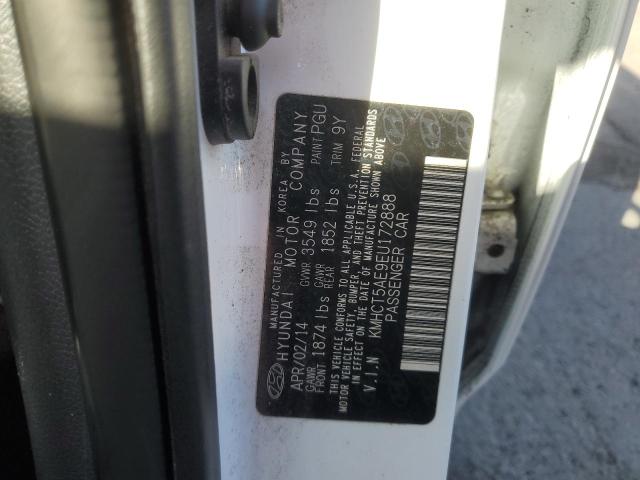 MANUFACTURED IN KOREA BY
HYUNDAI MOTOR COMPANY
APR/02/14 GVWR 3549 lbs PAINT PGU
GAWR FRONT 1874 lbs GAWR REAR 1852 lbs TRIM 9Y
THIS VEHICLE CONFORMS TO ALL APPLICABLE U.S.A. FEDERAL
MOTOR VEHICLE SAFETY, BUMPER, AND THEFT PREVENTION STANDARDS
IN EFFECT ON THE DATE OF MANUFACTURE SHOWN ABOVE
V.I.N KMHCT5AE9EU172888
PASSENGER CAR